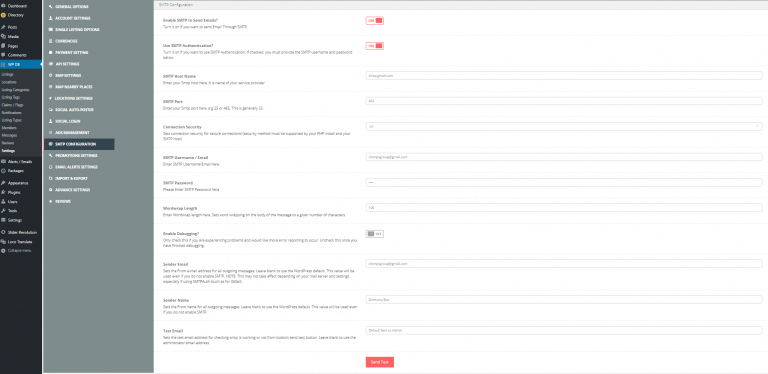 Dashboard
Directory
Posts
Media
Pages
Comments
WP DB
Listings
Locations
Listing Categories
Listing Tags
Claims / Flags
Notifications
Listing Types
Members
Messages
Reviews
Settings
Alerts / Emails
Packages
Appearance
Plugins
Users
Tools
Settings
Slider Revolution
Loco Translate
Collapse menu
GENERAL OPTIONS
ACCOUNT SETTINGS
SINGLE LISTING OPTIONS
CURRENCIES
PAYMENT SETTING
API SETTINGS
MAP SETTINGS
MAP NEARBY PLACES
LOCATIONS SETTINGS
SOCIAL AUTO-POSTER
SOCIAL LOGIN
ADS MANAGEMENT
SMTP CONFIGURATION
PROMOTIONS SETTINGS
EMAIL ALERTS SETTINGS
IMPORT & EXPORT
ADVANCE SETTINGS
REVIEWS
SMTP Configuration
Enable SMTP to Send Emails?
Turn it on if you want to send Email Through SMTP.
Use SMTP Authentication?
Turn it on if you want to use SMTP Authentication. If checked, you must provide the SMTP username and password
below
SMTP Host Name
Enter your Smtp host here. It is name of your service provider
smtp.gmail.com
SMTP Port
Enter your Smtp port here, e.g 25 or 465. This is generally 25.
465
Connection Security
Sets connection security for secure connections(Security method must be supported by your PHP install and your
SMTP host)
SMTP Username / Email
Enter SMTP Username/Email Here
chimpsgroup@gmail.com
SMTP Password
Please Enter SMTP Password here
Wordwrap Length
Enter Wordwrap length here, Sets word wrapping on the body of the message to a given number of characters.
Enable Debugging?
Only check this if you are experiencing problems and would like more error reporting to occur. Uncheck this once you
have finished debugging.
Sender Email
Sets the From e-mail address for all outgoing messages. Leave blank to use the WordPress default. This value will be
used even if you do not enable SMTP. NOTE: This may not take effect depending on your mail server and settings,
especially if using SMTPAuth (such as for GMail)
chimpsgroup@gmail.com
Sender Name
Sets the From name for all outgoing messages. Leave blank to use the WordPress default. This value will be used even
if you do not enable SMTP.
Directory Box
Test Email
Sets the test email address for checking smtp is working or not from bottom send test button. Leave blank to use the
administrator email address.
Send Test